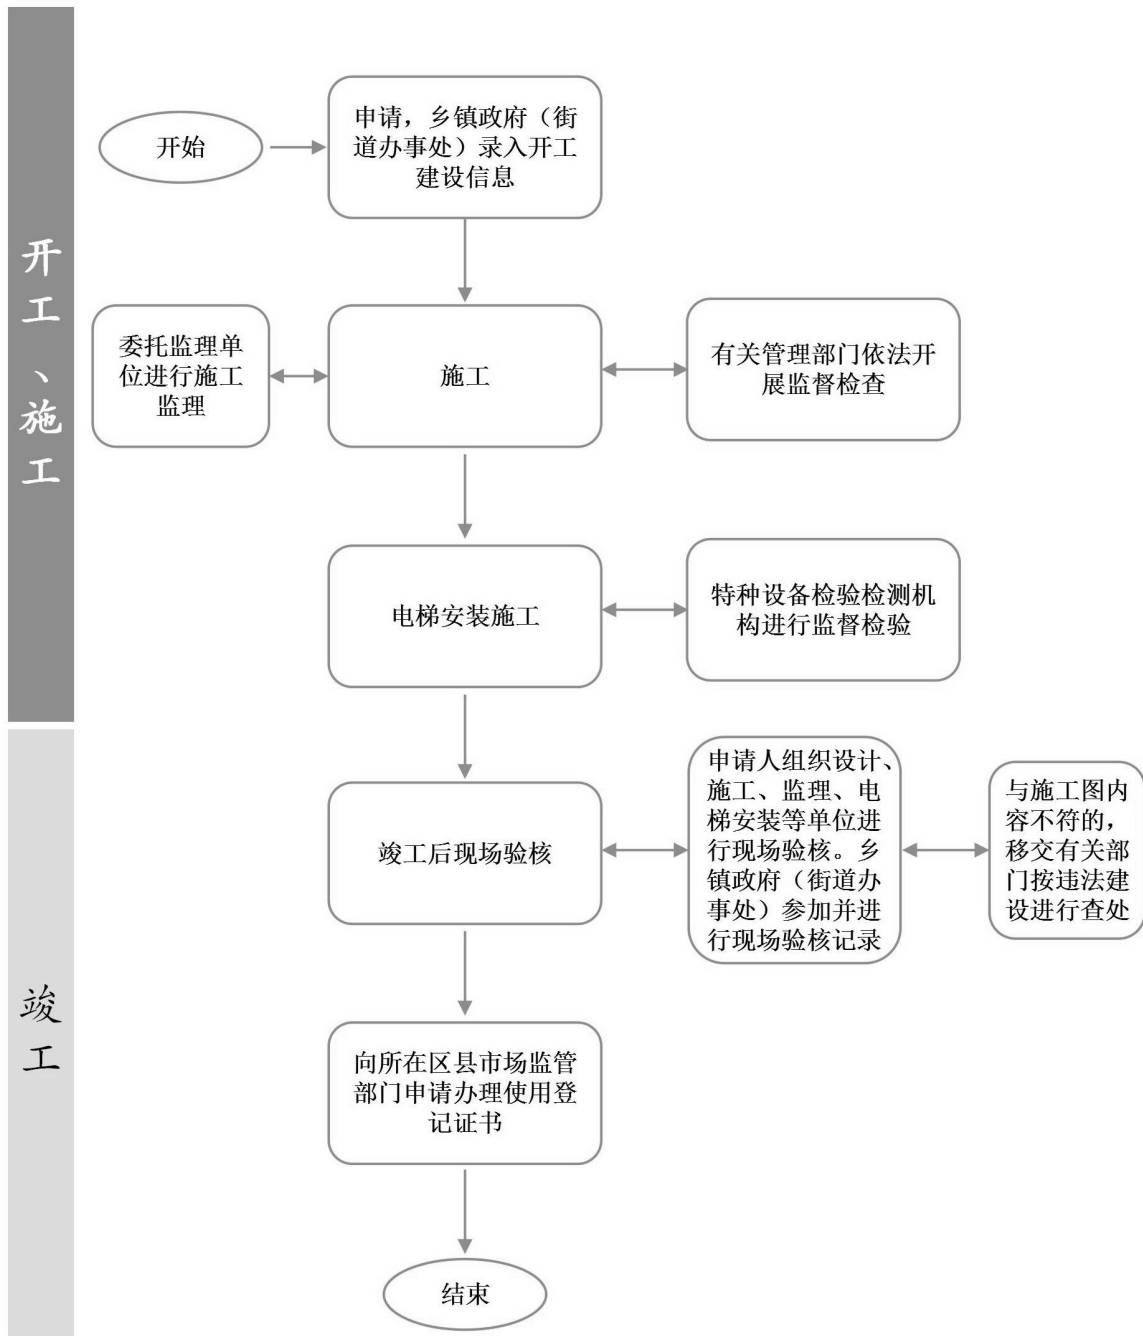 开工、施工
开始
申请，乡镇政府（街
道办事处）录入开工
建设信息
委托监理单
位进行施工
监理
施工
有关管理部门依法开
展监督检查
电梯安装施工
特种设备检验检测机
构进行监督检验
竣工
竣工后现场验核
申请人组织设计、
施工、监理、电
梯安装等单位进
行现场验核。乡
镇政府（街道办
事处）参加并进
行现场验核记录
与施工图内
容不符的，
移交有关部
门按违法建
设进行查处
向所在区县市场监管
部门申请办理使用登
记证书
结束